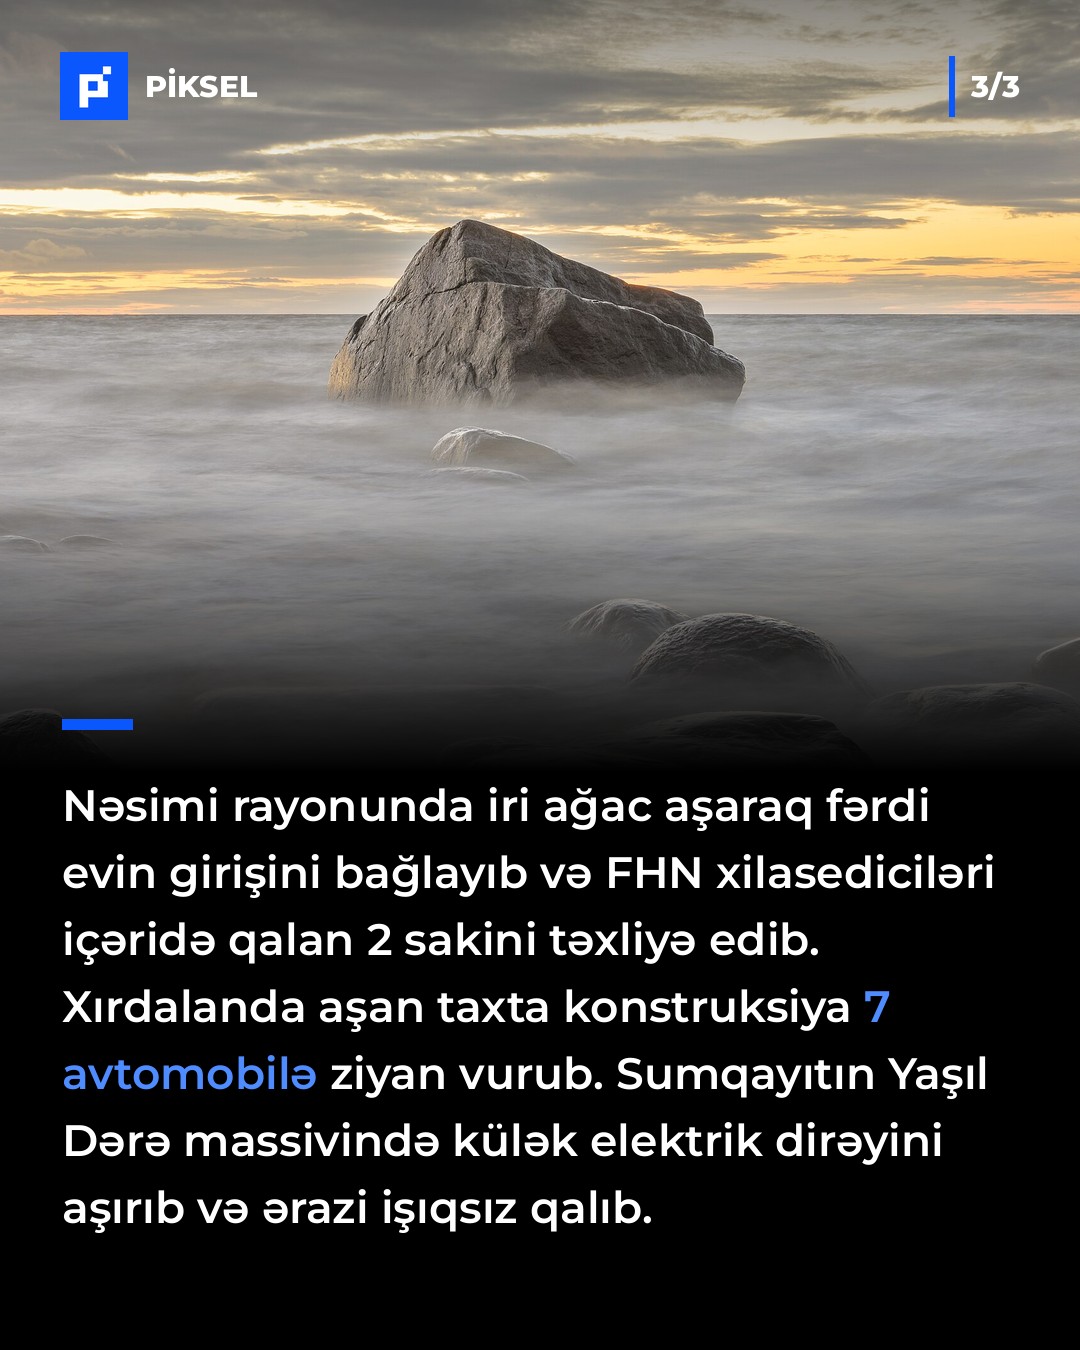 PİKSEL
3/3
Nəsimi rayonunda iri ağac aşaraq fərdi
evin girişini bağlayıb və FHN xilasediciləri
içəridə qalan 2 sakini təxliyə edib.
Xırdalanda aşan taxta konstruksiya 7
avtomobilə ziyan vurub. Sumqayıtın Yaşıl
Dərə massivində külək elektrik dirəyini
aşırıb və ərazi işıqsız qalıb.